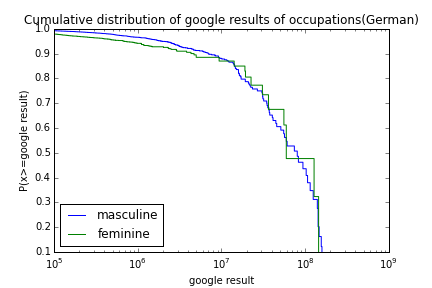 Cumulative distribution of google results of occupations(German)
1.0
0.9
0.8
0.7
0.6
0.5
0.4
0.3
0.2
0.1
P(x>=google result)
masculine
feminine
10^5 10^6 10^7 10^8 10^9
google result